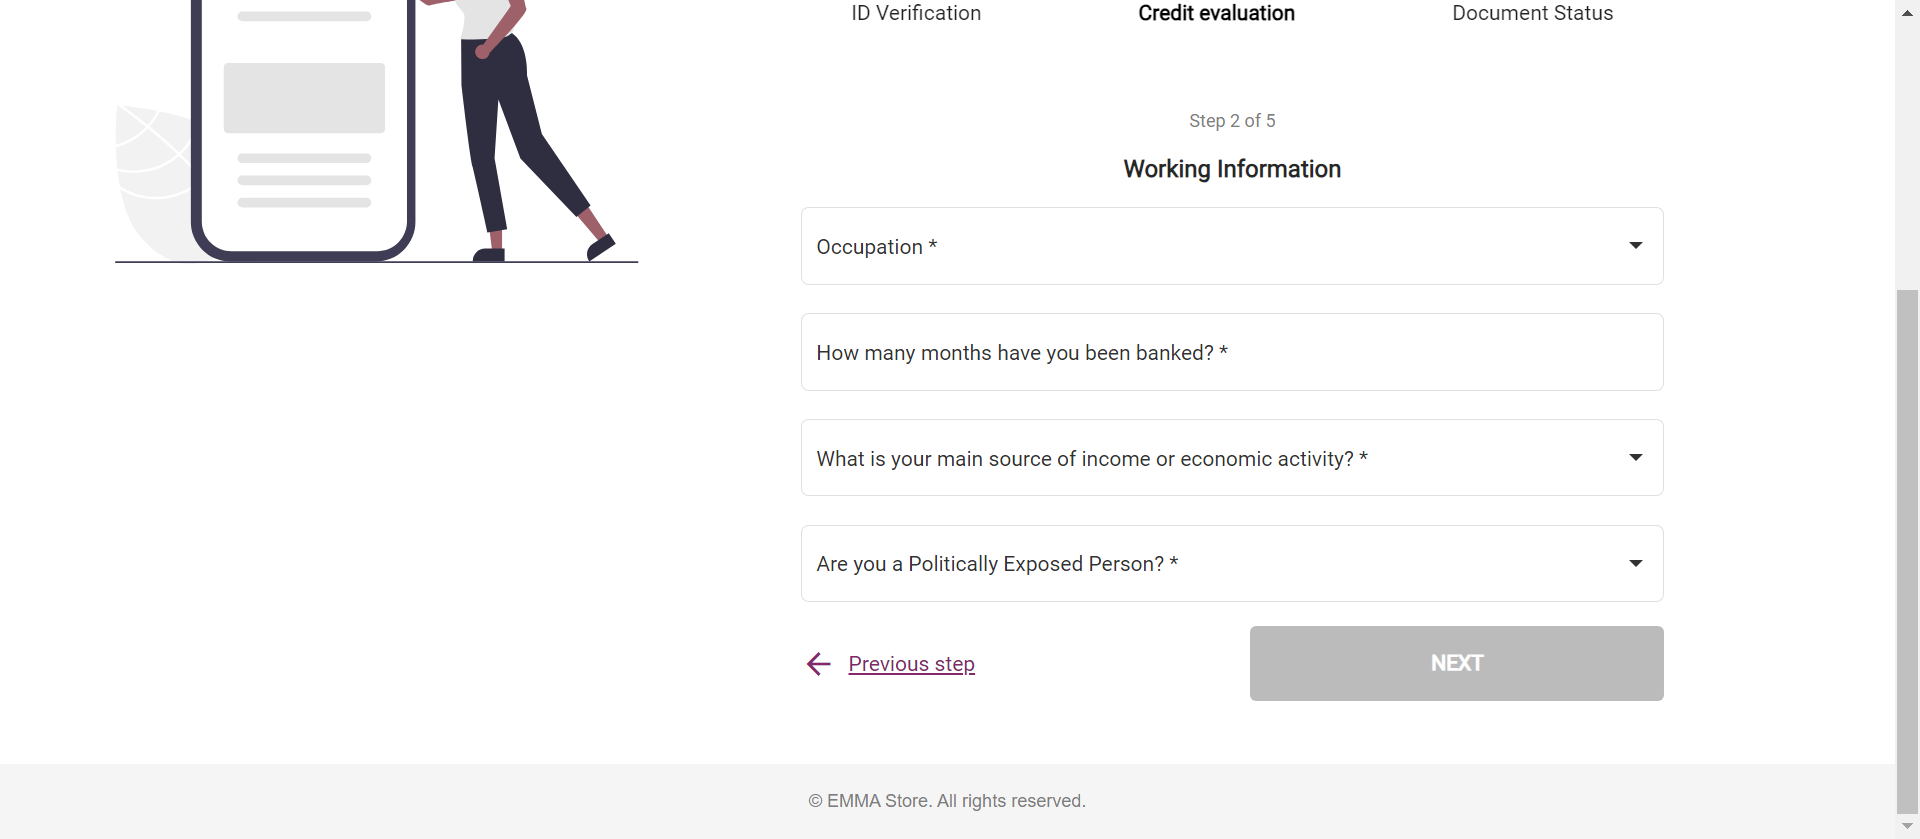 ID Verification
Credit evaluation
Document Status
Step 2 of 5
Working Information
Occupation *
How many months have you been banked? *
What is your main source of income or economic activity? *
Are you a Politically Exposed Person? *
Previous step
NEXT
© EMMA Store. All rights reserved.